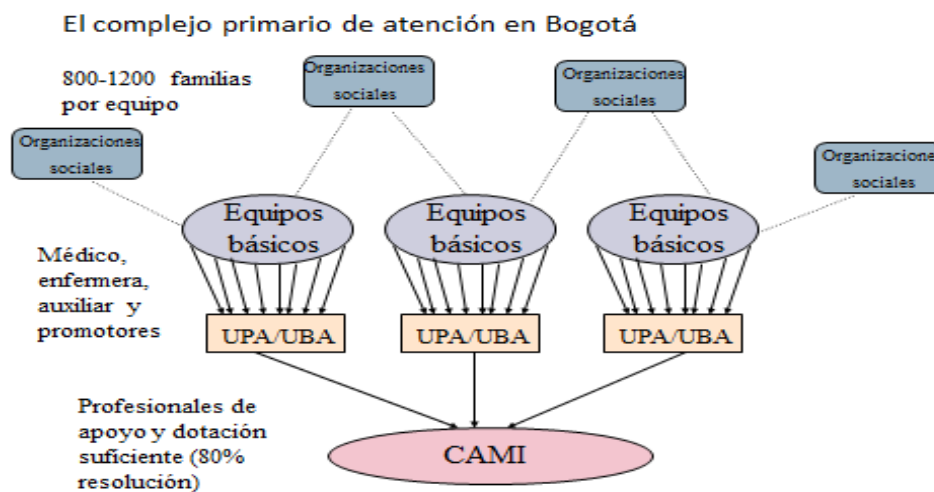 El complejo primario de atención en Bogotá
800-1200 familias
por equipo
Organizaciones
sociales
Organizaciones
sociales
Organizaciones
sociales
Organizacione
sociales
Equipos
básicos
Equipos
básicos
Equipos
básicos
Médico,
enfermera,
auxiliar y
promotores
UPA/UBA
UPA/UBA
UPA/UBA
Profesionales de
apoyo y dotación
suficiente (80%
resolución)
CAMI